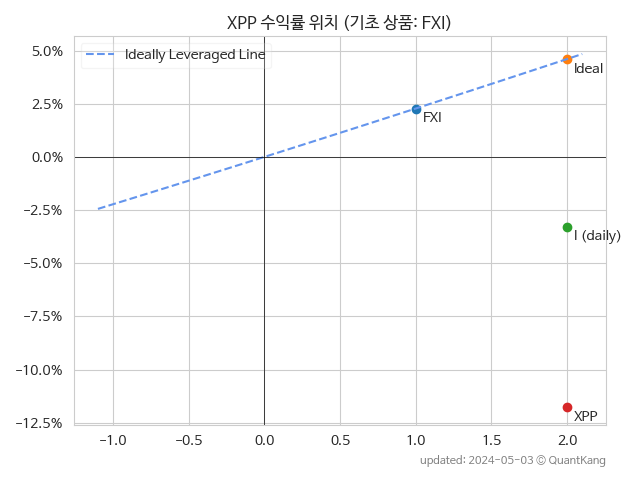 XPP 수익률 위치 (기초 상품: FXI)
Ideally Leveraged Line
5.0%
2.5%
0.0%
−2.5%
−5.0%
−7.5%
−10.0%
−12.5%
Ideal
FXI
I (daily)
XPP
−1.0 −0.5 0.0 0.5 1.0 1.5 2.0
updated: 2024-05-03 © QuantKang